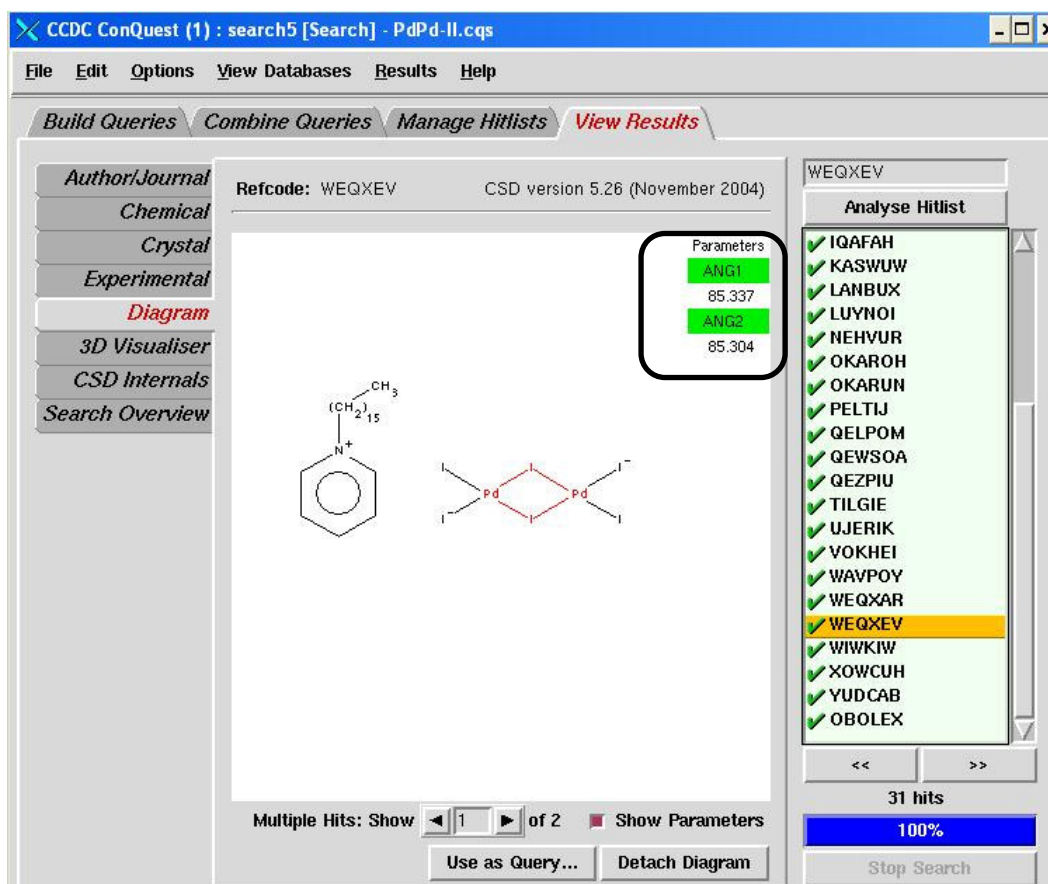 CCDC ConQuest (1) : search5 [Search] - PdPd-II.cqs
File Edit Options View Databases Results Help
Build Queries Combine Queries Manage Hitlists View Results
Author/Journal
Chemical
Crystal
Experimental
Diagram
3D Visualiser
CSD Internals
Search Overview
Refcode: WEQXEV CSD version 5.26 (November 2004)
Parameters
ANG1
85.337
ANG2
85.304
CH3
(CH2)15
N+
I I I-
Pd Pd
I- I I
Multiple Hits: Show 1 of 2 Show Parameters
Use as Query... Detach Diagram
WEQXEV
Analyse Hitlist
IQAFAH
KASWUW
LANBUX
LUYNOI
NEHVUR
OKAROH
OKARUN
PELTIJ
QELPOM
QEWSOA
QEZPIU
TILGIE
UJERIK
VOKHEI
WAVPOY
WEQXAR
WEQXEV
WIWKIW
XOWCUH
YUDCAB
OBOLEX
<< >>
31 hits
100%
Stop Search